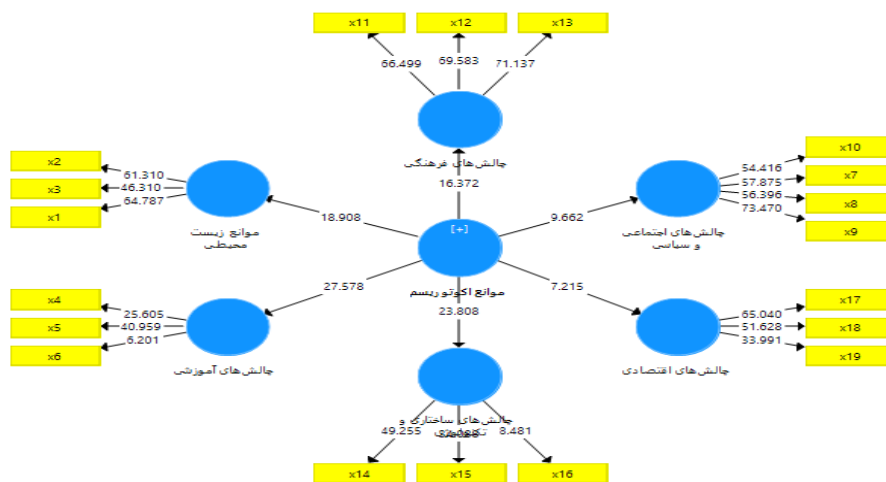 x11 x12 x13
66.499 69.583 71.137
چالش‌های فرهنگی
16.372
x2
x3
x1
61.310
46.310
64.787
موانع زیست
محیطی
18.908
x10
x7
x8
x9
54.416
57.875
56.396
73.470
چالش‌های اجتماعی
و سیاسی
9.662
[+]
موانع اکوتوریسم
27.578
7.215
23.808
x4
x5
x6
25.605
40.959
6.201
چالش‌های آموزشی
x17
x18
x19
65.040
51.628
33.991
چالش‌های اقتصادی
چالش‌های ساختاری و
49.255 8.481
x14 x15 x16